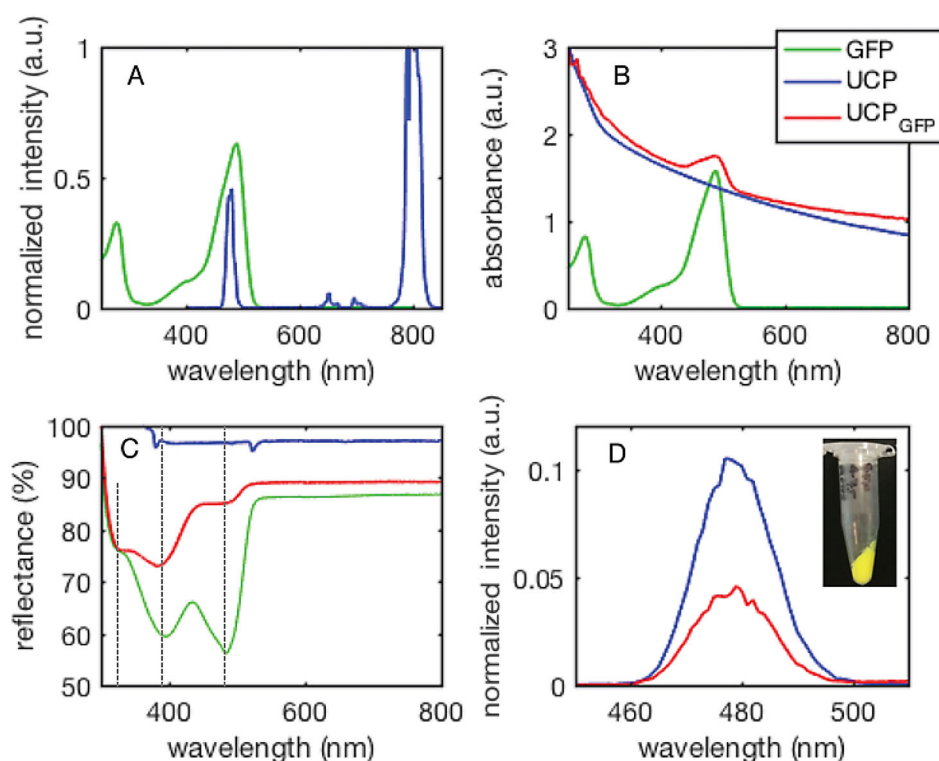 A
normalized intensity (a.u.)
1
0.5
0
400
600
800
wavelength (nm)
B
absorbance (a.u.)
3
2
1
0
400
600
800
wavelength (nm)
GFP
UCP
UCP GFP
C
reflectance (%)
100
90
80
70
60
50
400
600
800
wavelength (nm)
D
normalized intensity (a.u.)
0.1
0.05
0
460
480
500
wavelength (nm)